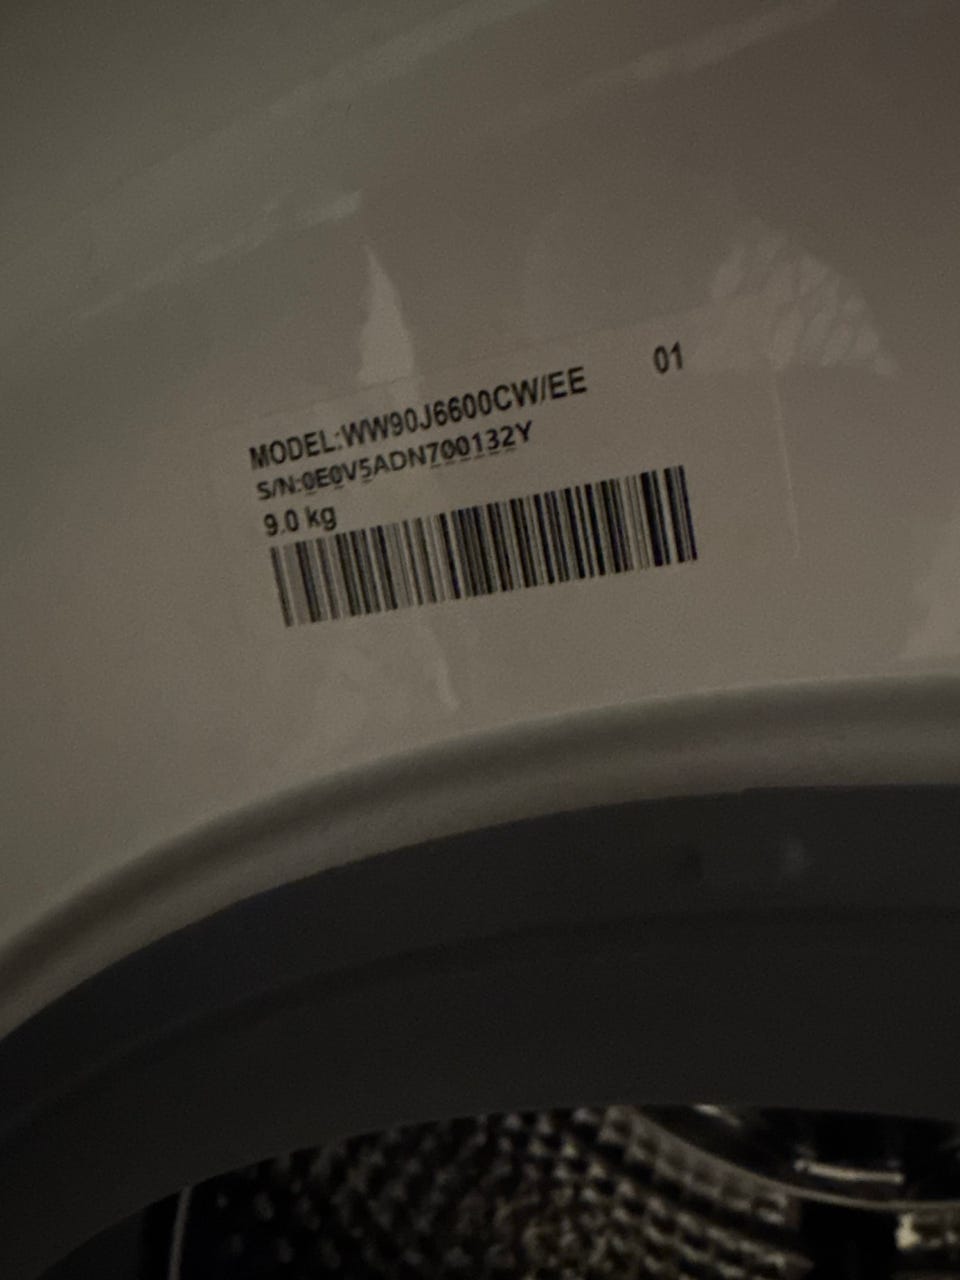 MODEL:WW90J6600CW/EE 01
S/N:0E0V5ADN700132Y
9.0 kg